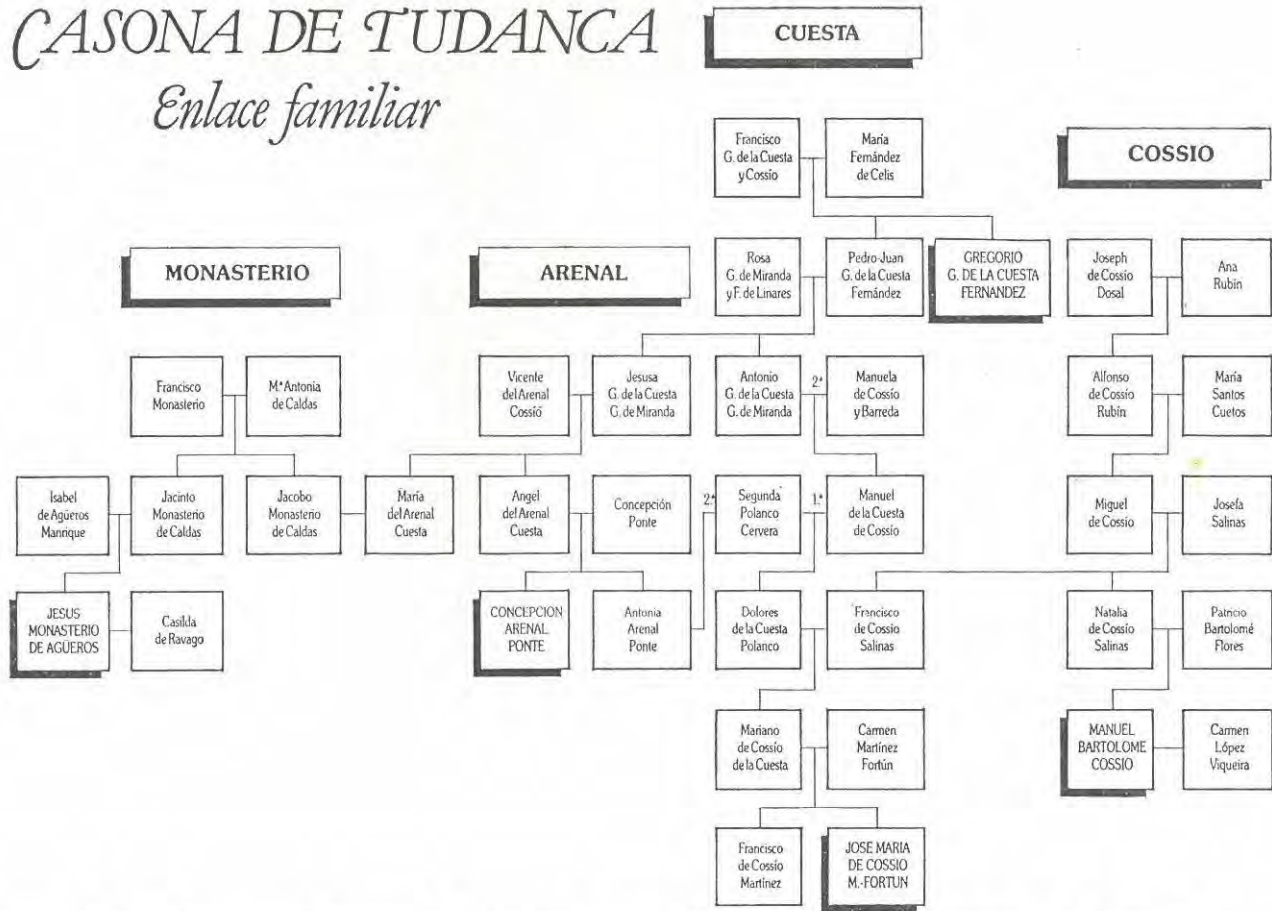 CASONA DE TUDANCA
Enlace familiar
CUESTA
Francisco
G. de la Cuesta
y Cossío
María
Fernández
de Celis
COSSIO
MONASTERIO
ARENAL
Rosa
G. de Miranda
y F. de Linares
Pedro-Juan
G. de la Cuesta
Fernández
GREGORIO
G. DE LA CUESTA
FERNANDEZ
Joseph
de Cossío
Dosal
Ana
Rubín
Francisco
Monasterio
M.ª Antonia
de Caldas
Vicente
del Arenal
Cossío
Jesusa
G. de la Cuesta
G. de Miranda
Antonio
G. de la Cuesta
G. de Miranda
2.ª
Manuela
de Cossío
y Barreda
Alfonso
de Cossío
Rubín
María
Santos
Cuetos
Isabel
de Agüeros
Manrique
Jacinto
Monasterio
de Caldas
Jacobo
Monasterio
de Caldas
María
del Arenal
Cuesta
Angel
del Arenal
Cuesta
Concepción
Ponte
2.ª
Segunda
Polanco
Cervera
1.ª
Manuel
de la Cuesta
de Cossío
Miguel
de Cossío
Josefa
Salinas
JESUS
MONASTERIO
DE AGÜEROS
Casilda
de Ravago
CONCEPCION
ARENAL
PONTE
Antonia
Arenal
Ponte
Dolores
de la Cuesta
Polanco
Francisco
de Cossío
Salinas
Natalia
de Cossío
Salinas
Patricio
Bartolomé
Flores
Mariano
de Cossío
de la Cuesta
Carmen
Martínez
Fortún
MANUEL
BARTOLOME
COSSIO
Carmen
López
Viqueira
Francisco
de Cossío
Martínez
JOSE MARIA
DE COSSIO
M.-FORTUN